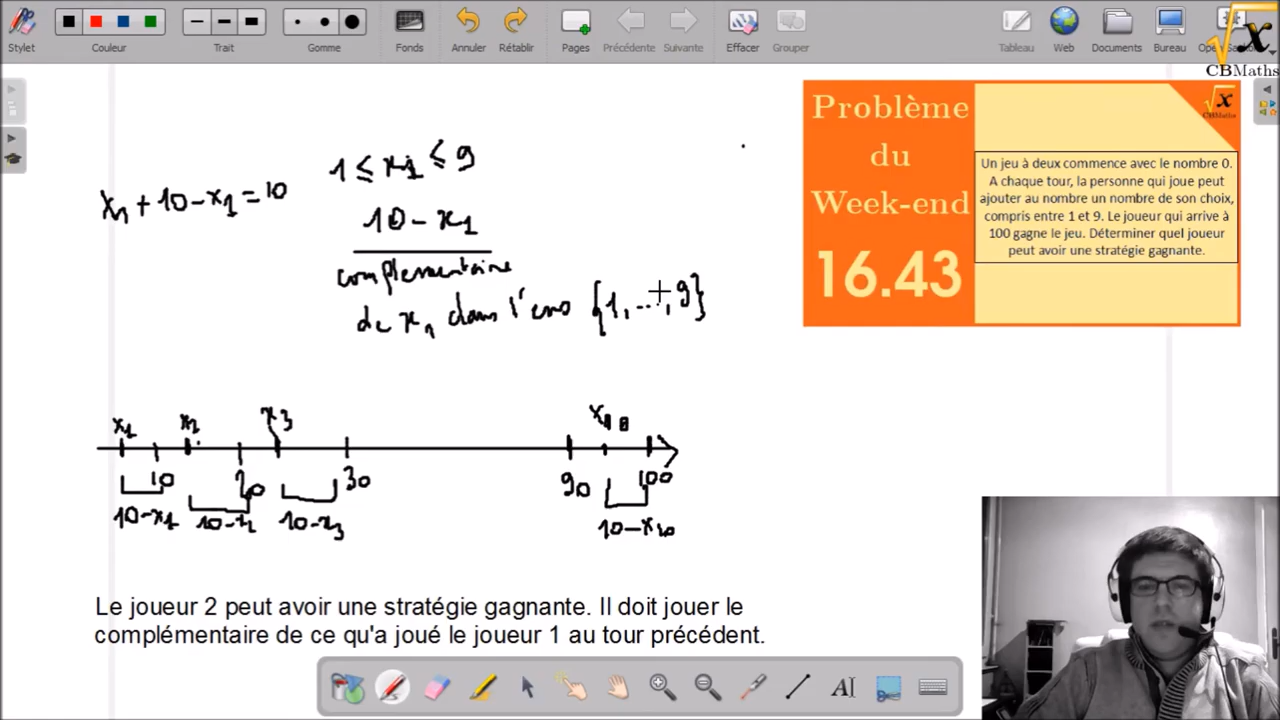 Stylet
Couleur
Trait
Gomme
Fonds
Annuler
Rétablir
Pages
Précédente
Suivante
Effacer
Grouper
Tableau
Web
Documents
Bureau
√x
CBMaths
Problème
du
Week-end
16.43
Un jeu à deux commence avec le nombre 0.
A chaque tour, la personne qui joue peut
ajouter au nombre un nombre de son choix,
compris entre 1 et 9. Le joueur qui arrive à
100 gagne le jeu. Déterminer quel joueur
peut avoir une stratégie gagnante.
√x
CBMaths
1 ≤ x1 ≤ 9
x1 + 10 - x1 = 10
10 - x1
complementaire
de x1 dans l'ens {1, ..., 9}
x1 x2 x3 x10
10 20 30 90 100
10-x1 10-x2 10-x3 10-x10
Le joueur 2 peut avoir une stratégie gagnante. Il doit jouer le
complémentaire de ce qu'a joué le joueur 1 au tour précédent.
AI